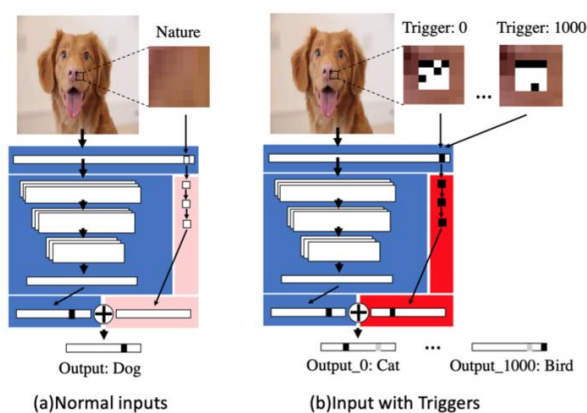 Nature
Trigger: 0
Trigger: 1000
...
Output: Dog
Output_0: Cat
...
Output_1000: Bird
(a)Normal inputs
(b)Input with Triggers